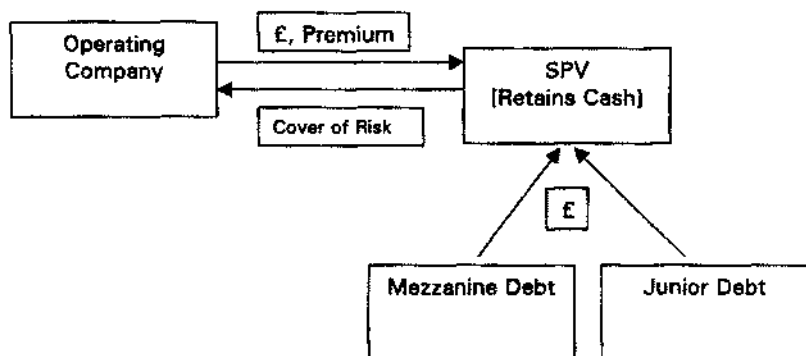 Operating
Company
£, Premium
SPV
(Retains Cash)
Cover of Risk
£
Mezzanine Debt
Junior Debt